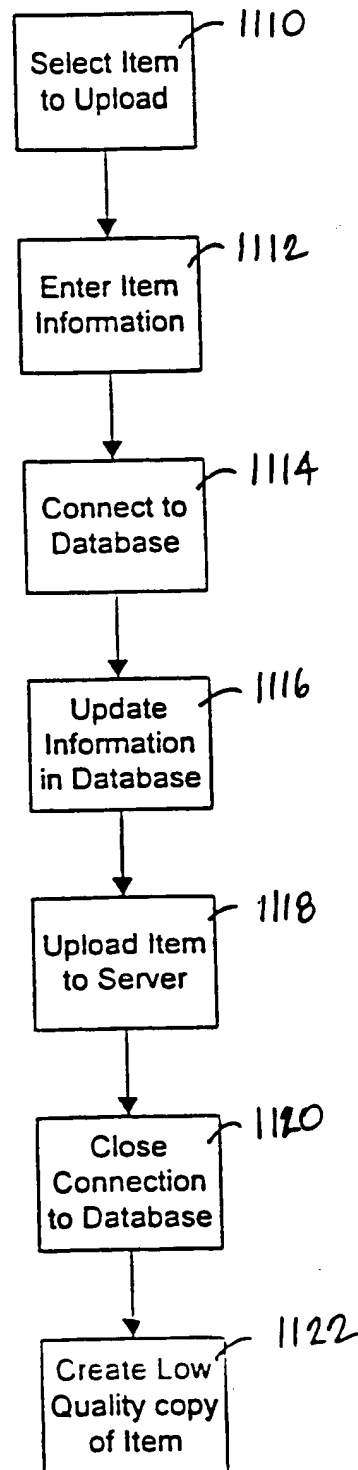 1110
Select Item
to Upload
1112
Enter Item
Information
1114
Connect to
Database
1116
Update
Information
in Database
1118
Upload Item
to Server
1120
Close
Connection
to Database
1122
Create Low
Quality copy
of Item